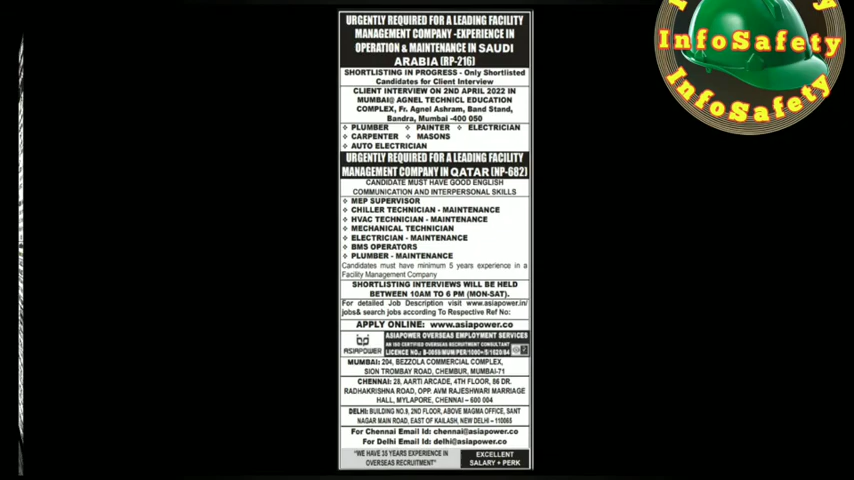 URGENTLY REQUIRED FOR A LEADING FACILITY
MANAGEMENT COMPANY -EXPERIENCE IN
OPERATION & MAINTENANCE IN SAUDI
ARABIA (RP-216)
SHORTLISTING IN PROGRESS - Only Shortlisted
Candidates for Client Interview
CLIENT INTERVIEW ON 2ND APRIL 2022 IN
MUMBAI@ AGNEL TECHNICL EDUCATION
COMPLEX, Fr. Agnel Ashram, Band Stand,
Bandra, Mumbai -400 050
❖ PLUMBER ❖ PAINTER ❖ ELECTRICIAN
❖ CARPENTER ❖ MASONS
❖ AUTO ELECTRICIAN
URGENTLY REQUIRED FOR A LEADING FACILITY
MANAGEMENT COMPANY IN QATAR (NP-682)
CANDIDATE MUST HAVE GOOD ENGLISH
COMMUNICATION AND INTERPERSONAL SKILLS
❖ MEP SUPERVISOR
❖ CHILLER TECHNICIAN - MAINTENANCE
❖ HVAC TECHNICIAN - MAINTENANCE
❖ MECHANICAL TECHNICIAN
❖ ELECTRICIAN - MAINTENANCE
❖ BMS OPERATORS
❖ PLUMBER - MAINTENANCE
Candidates must have minimum 5 years experience in a
Facility Management Company
SHORTLISTING INTERVIEWS WILL BE HELD
BETWEEN 10AM TO 6 PM (MON-SAT).
For detailed Job Description visit www.asiapower.in/
jobs& search jobs according To Respective Ref No:
APPLY ONLINE: www.asiapower.co
ASIAPOWER
ASIAPOWER OVERSEAS EMPLOYMENT SERVICES
AN ISO CERTIFIED OVERSEAS RECRUITMENT CONSULTANT
LICENCE NO.: B-0659/MUM/PER/1000+/5/1020/84
MUMBAI: 204, BEZZOLA COMMERCIAL COMPLEX,
SION TROMBAY ROAD, CHEMBUR, MUMBAI-71
CHENNAI: 28, AARTI ARCADE, 4TH FLOOR, 86 DR.
RADHAKRISHNA ROAD, OPP. AVM RAJESHWARI MARRIAGE
HALL, MYLAPORE, CHENNAI – 600 004
DELHI: BUILDING NO.9, 2ND FLOOR, ABOVE MAGMA OFFICE, SANT
NAGAR MAIN ROAD, EAST OF KAILASH, NEW DELHI – 110065
For Chennai Email Id: chennai@asiapower.co
For Delhi Email Id: delhi@asiapower.co
"WE HAVE 35 YEARS EXPERIENCE IN
OVERSEAS RECRUITMENT"
EXCELLENT
SALARY + PERK
InfoSafety
InfoSafety